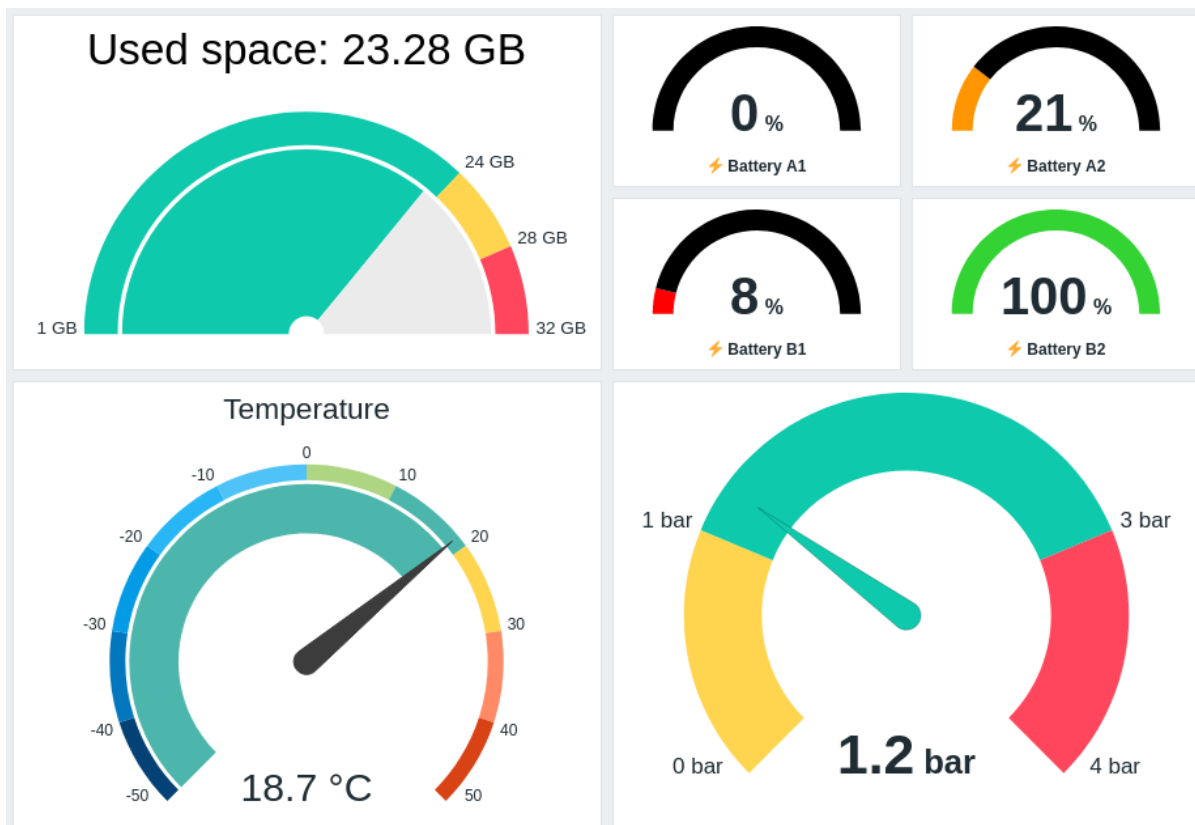 Used space: 23.28 GB
24 GB
28 GB
1 GB
32 GB
0 %
⚡ Battery A1
21 %
⚡ Battery A2
8 %
⚡ Battery B1
100 %
⚡ Battery B2
Temperature
0
-10
10
-20
20
-30
30
-40
40
-50
50
18.7 °C
1 bar
3 bar
0 bar
4 bar
1.2 bar